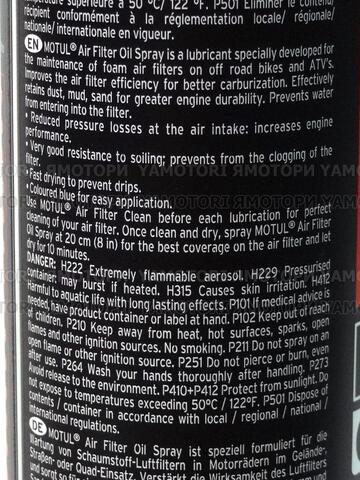 température supérieure à 50 °C/ 122 °F. P501 Éliminer le contenu/
récipient conformément à la réglementation locale/ régionale/
nationale/ internationale en vigueur.
EN MOTUL® Air Filter Oil Spray is a lubricant specially developed for
the maintenance of foam air filters on off road bikes and ATV's.
Improves the air filter efficiency for better carburization. Effectively
retains dust, mud, sand for greater engine durability. Prevents water
from entering into the filter.
• Reduced pressure losses at the air intake: increases engine
performance.
• Very good resistance to soiling; prevents from the clogging of the
filter.
• Fast drying to prevent drips.
• Coloured blue for easy application.
Use MOTUL® Air Filter Clean before each lubrication for perfect
cleaning of your air filter. Once clean and dry, spray MOTUL® Air Filter
Oil Spray at 20 cm (8 in) for the best coverage on the air filter and let
dry for 10 minutes.
DANGER: H222 Extremely flammable aerosol. H229 Pressurised
container; may burst if heated. H315 Causes skin irritation. H412
Harmful to aquatic life with long lasting effects. P101 If medical advice is
needed, have product container or label at hand. P102 Keep out of reach
of children. P210 Keep away from heat, hot surfaces, sparks, open
flames and other ignition sources. No smoking. P211 Do not spray on an
open flame or other ignition source. P251 Do not pierce or burn, even
after use. P264 Wash your hands thoroughly after handling. P273
Avoid release to the environment. P410+P412 Protect from sunlight. Do
not expose to temperatures exceeding 50°C / 122°F. P501 Dispose of
contents / container in accordance with local / regional / national /
international regulations.
DE MOTUL® Air Filter Oil Spray ist speziell formuliert für die
Wartung von Schaumstoff-Luftfiltern in Motorrädern im Gelände-
Straßen- oder Quad-Einsatz. Verstärkt die Wirksamkeit des Luftfilters
und sorgt so für
ЯМОТОРИ YAMOTORI ЯМОТОРИ YAMOTORI
ЯМОТОРИ YAMOTORI ЯМОТОРИ